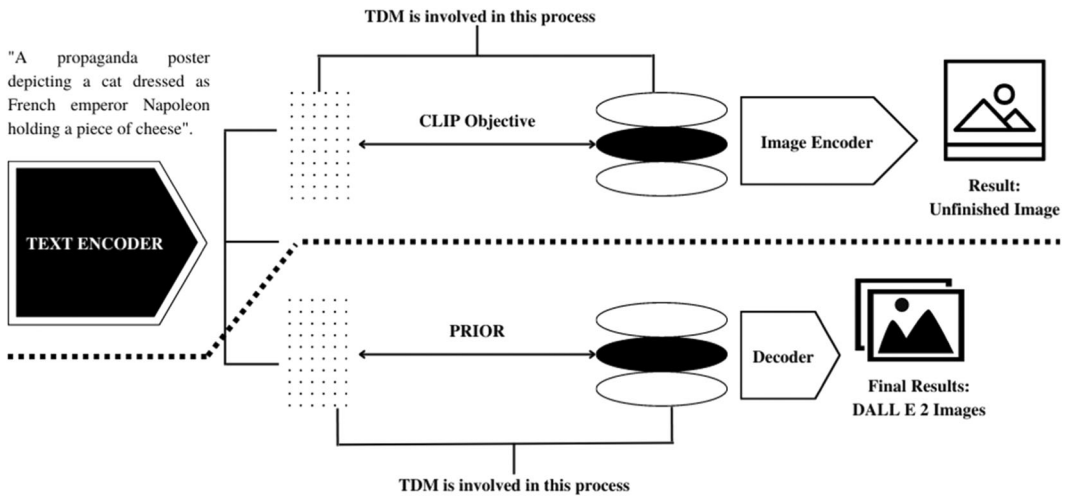 TDM is involved in this process
"A propaganda poster
depicting a cat dressed as
French emperor Napoleon
holding a piece of cheese".
TEXT ENCODER
CLIP Objective
Image Encoder
Result:
Unfinished Image
PRIOR
Decoder
Final Results:
DALL E 2 Images
TDM is involved in this process